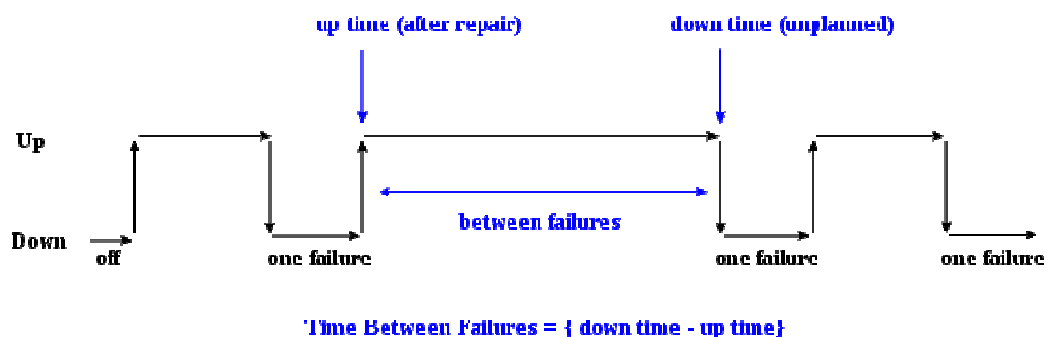 up time (after repair) down time (unplanned)
Up
between failures
Down
off one failure one failure one failure
Time Between Failures = { down time - up time}